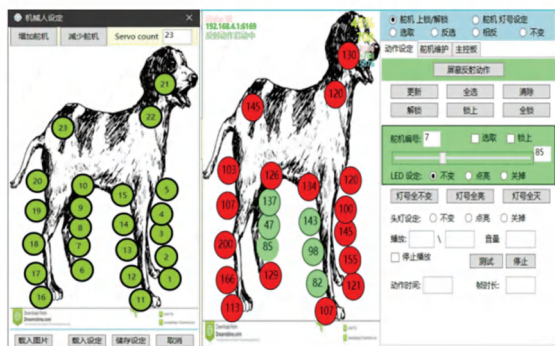 机械人设定
增加舵机 减少舵机 Servo count 23
21
22
23
20 10 15 5
19 9 4
8 14 3
18 7 13 2
17 6 12 1
16 11
载入图片 载入设定 储存设定 取消
192.168.4.1:6169
反射动作启动中
130
120
145
103 126 134 120
107 137 100
47 143 145
200 85 98 155
166 129 82 121
113 107
舵机 上锁/解锁 舵机 灯号设定
选取 反选 相反 不变
动作设定 舵机维护 主控板
屏蔽反射动作
更新 全选 清除
解锁 锁上 全锁
舵机编号: 7 选取 锁上
85
LED 设定: 不变 点亮 关掉
灯号全不变 灯号全亮 灯号全灭
头灯设定: 不变 点亮 关掉
播放: \ 音量
停止播放 测试 停止
动作时间: 帧时长: